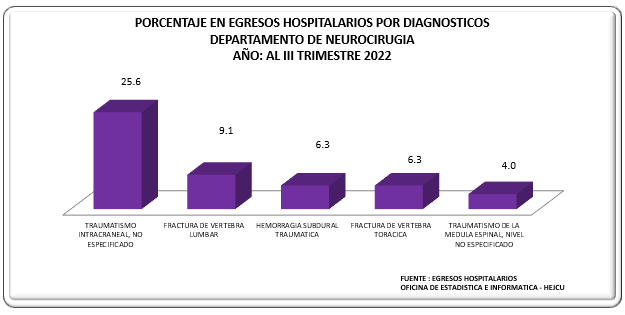 PORCENTAJE EN EGRESOS HOSPITALARIOS POR DIAGNOSTICOS
DEPARTAMENTO DE NEUROCIRUGIA
AÑO: AL III TRIMESTRE 2022
25.6
9.1
6.3
6.3
4.0
TRAUMATISMO
INTRACRANEAL, NO
ESPECIFICADO
FRACTURA DE VERTEBRA
LUMBAR
HEMORRAGIA SUBDURAL
TRAUMATICA
FRACTURA DE VERTEBRA
TORACICA
TRAUMATISMO DE LA
MEDULA ESPINAL, NIVEL
NO ESPECIFICADO
FUENTE : EGRESOS HOSPITALARIOS
OFICINA DE ESTADISTICA E INFORMATICA - HEJCU